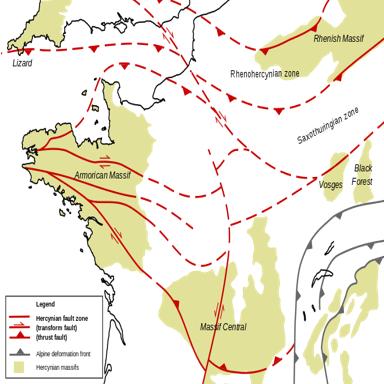 Rhenish Massif
Lizard
Rhenohercynian zone
Saxothuringian zone
Armorican Massif
Vosges
Black
Forest
Massif Central
Legend
Hercynian fault zone
(transform fault)
(thrust fault)
Alpine deformation front
Hercynian massifs